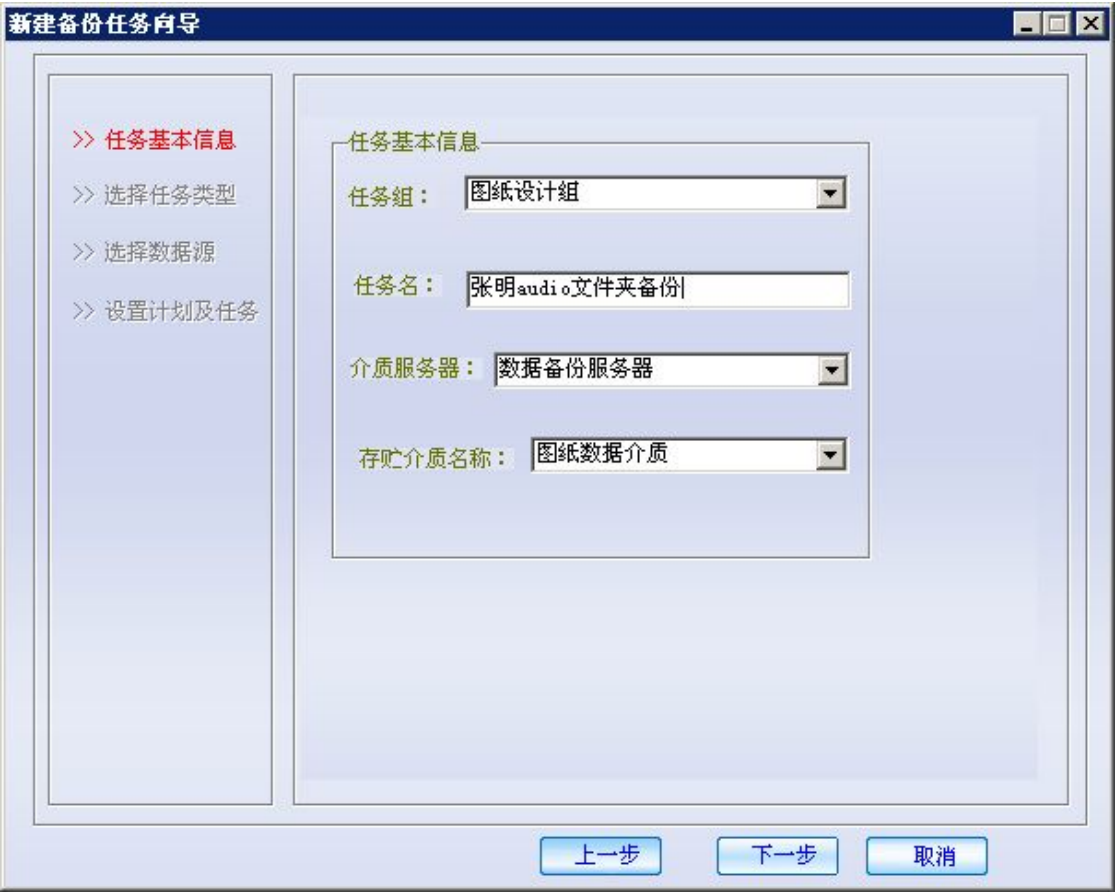 新建备份任务向导
>> 任务基本信息
>> 选择任务类型
>> 选择数据源
>> 设置计划及任务
任务基本信息
任务组： 图纸设计组
任务名： 张明audio文件夹备份
介质服务器： 数据备份服务器
存贮介质名称： 图纸数据介质
上一步 下一步 取消